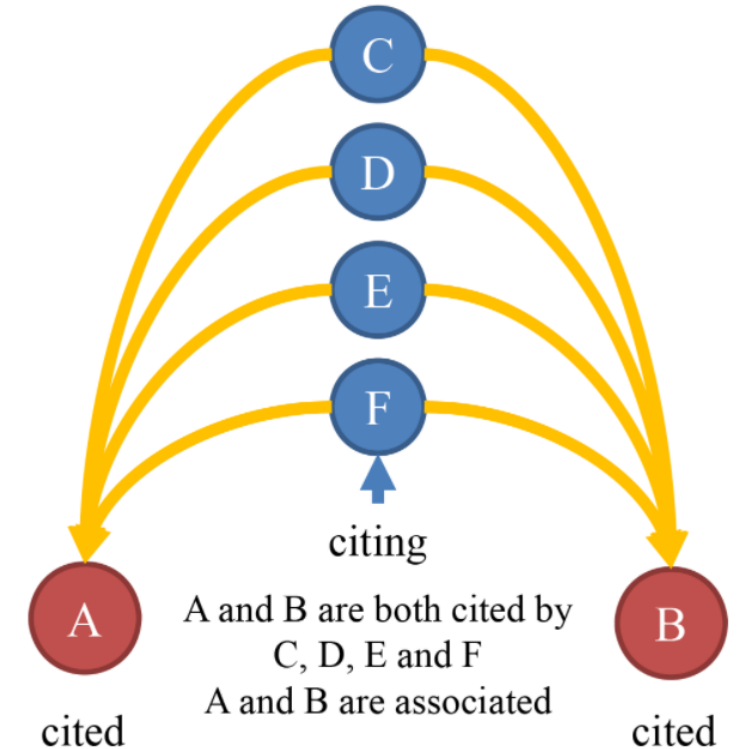 C
D
E
F
citing
A
A and B are both cited by
C, D, E and F
A and B are associated
B
cited
cited